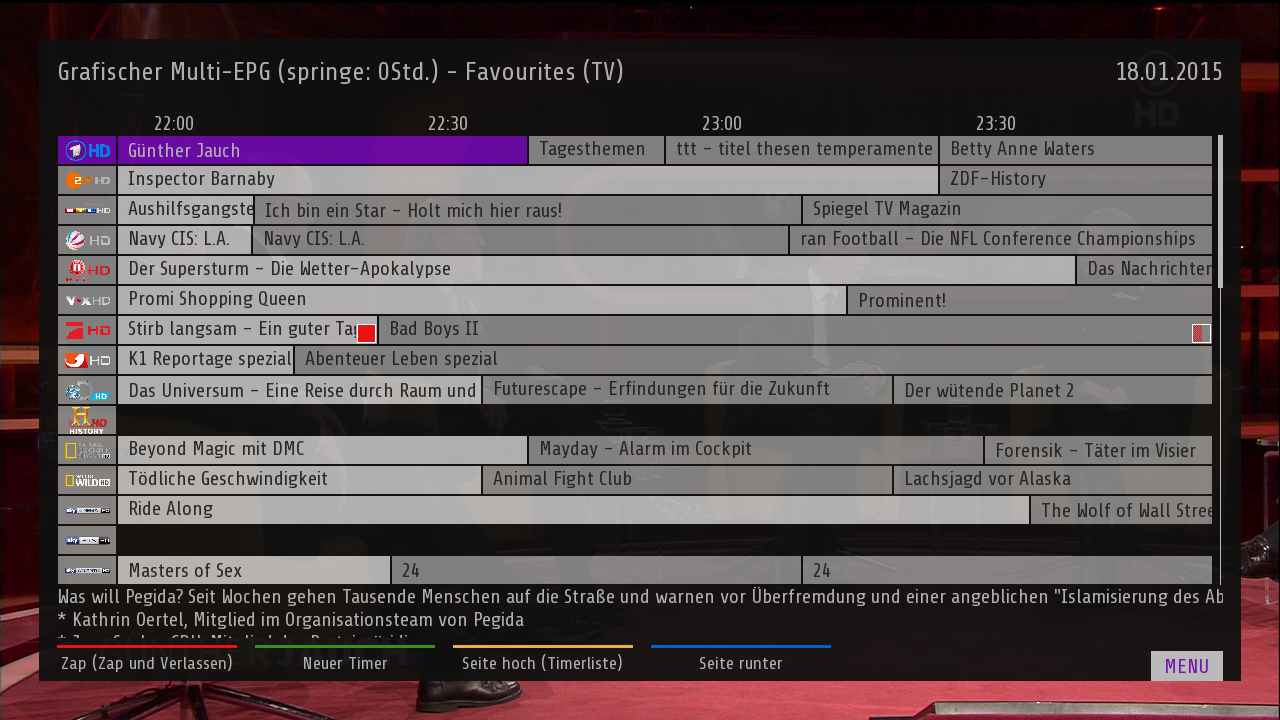 Grafischer Multi-EPG (springe: 0Std.) - Favourites (TV) 18.01.2015
HD
22:00 22:30 23:00 23:30
HD Günther Jauch Tagesthemen ttt - titel thesen temperamente Betty Anne Waters
2 HD Inspector Barnaby ZDF-History
RTL HD Aushilfsgangste Ich bin ein Star - Holt mich hier raus! Spiegel TV Magazin
HD Navy CIS: L.A. Navy CIS: L.A. ran Football - Die NFL Conference Championships
HD Der Supersturm - Die Wetter-Apokalypse Das Nachrichter
VOX HD Promi Shopping Queen Prominent!
HD Stirb langsam - Ein guter Tag Bad Boys II
HD K1 Reportage spezial Abenteuer Leben spezial
HD Das Universum - Eine Reise durch Raum und Futurescape - Erfindungen für die Zukunft Der wütende Planet 2
HD HISTORY
Beyond Magic mit DMC Mayday - Alarm im Cockpit Forensik - Täter im Visier
WILD HD Tödliche Geschwindigkeit Animal Fight Club Lachsjagd vor Alaska
sky HD Ride Along The Wolf of Wall Stree
sky HD
sky HD Masters of Sex 24 24
Was will Pegida? Seit Wochen gehen Tausende Menschen auf die Straße und warnen vor Überfremdung und einer angeblichen "Islamisierung des Ab
* Kathrin Oertel, Mitglied im Organisationsteam von Pegida
Zap (Zap und Verlassen) Neuer Timer Seite hoch (Timerliste) Seite runter MENU